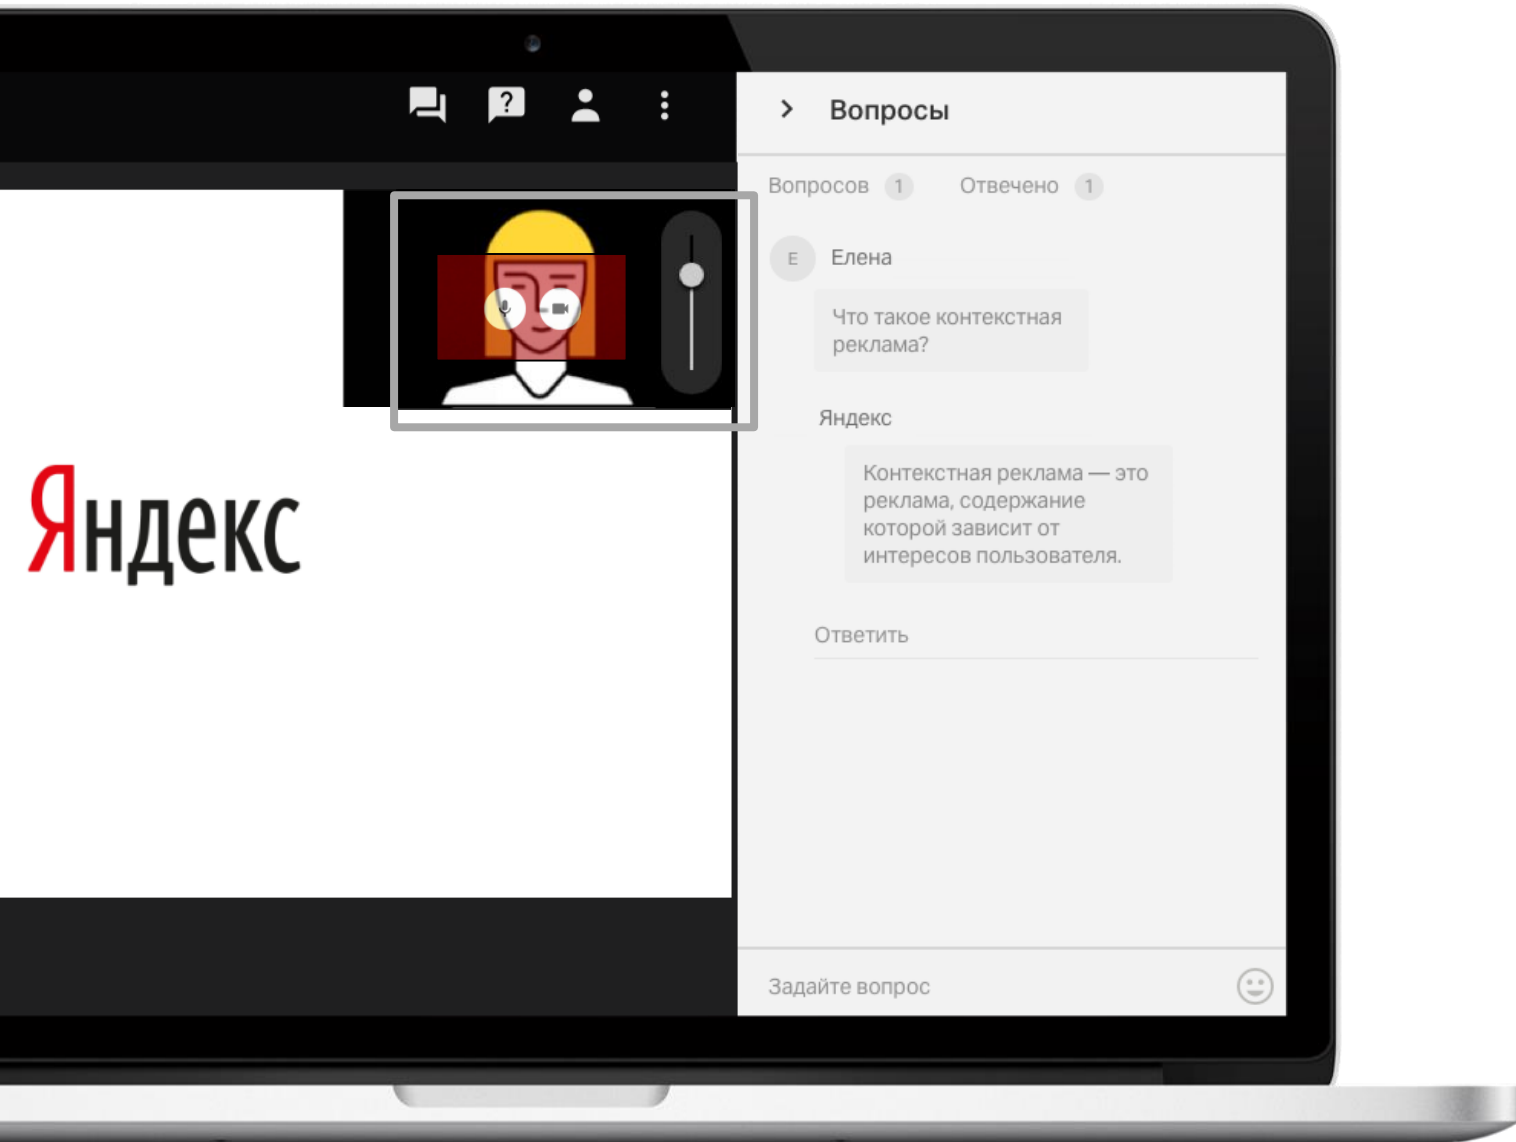 ?
Вопросы
Вопросов 1 Отвечено 1
Е Елена
Что такое контекстная
реклама?
Яндекс
Контекстная реклама — это
реклама, содержание
которой зависит от
интересов пользователя.
Яндекс
Ответить
Задайте вопрос